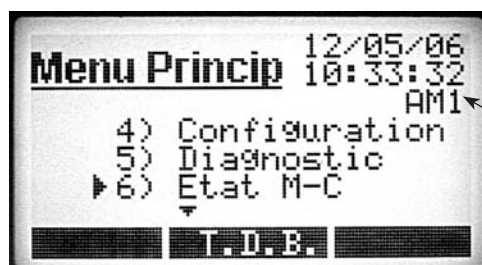 Menu Princip
12/05/06
10:33:32
AM1
4) Configuration
5) Diagnostic
6) Etat M-C
T.D.B.